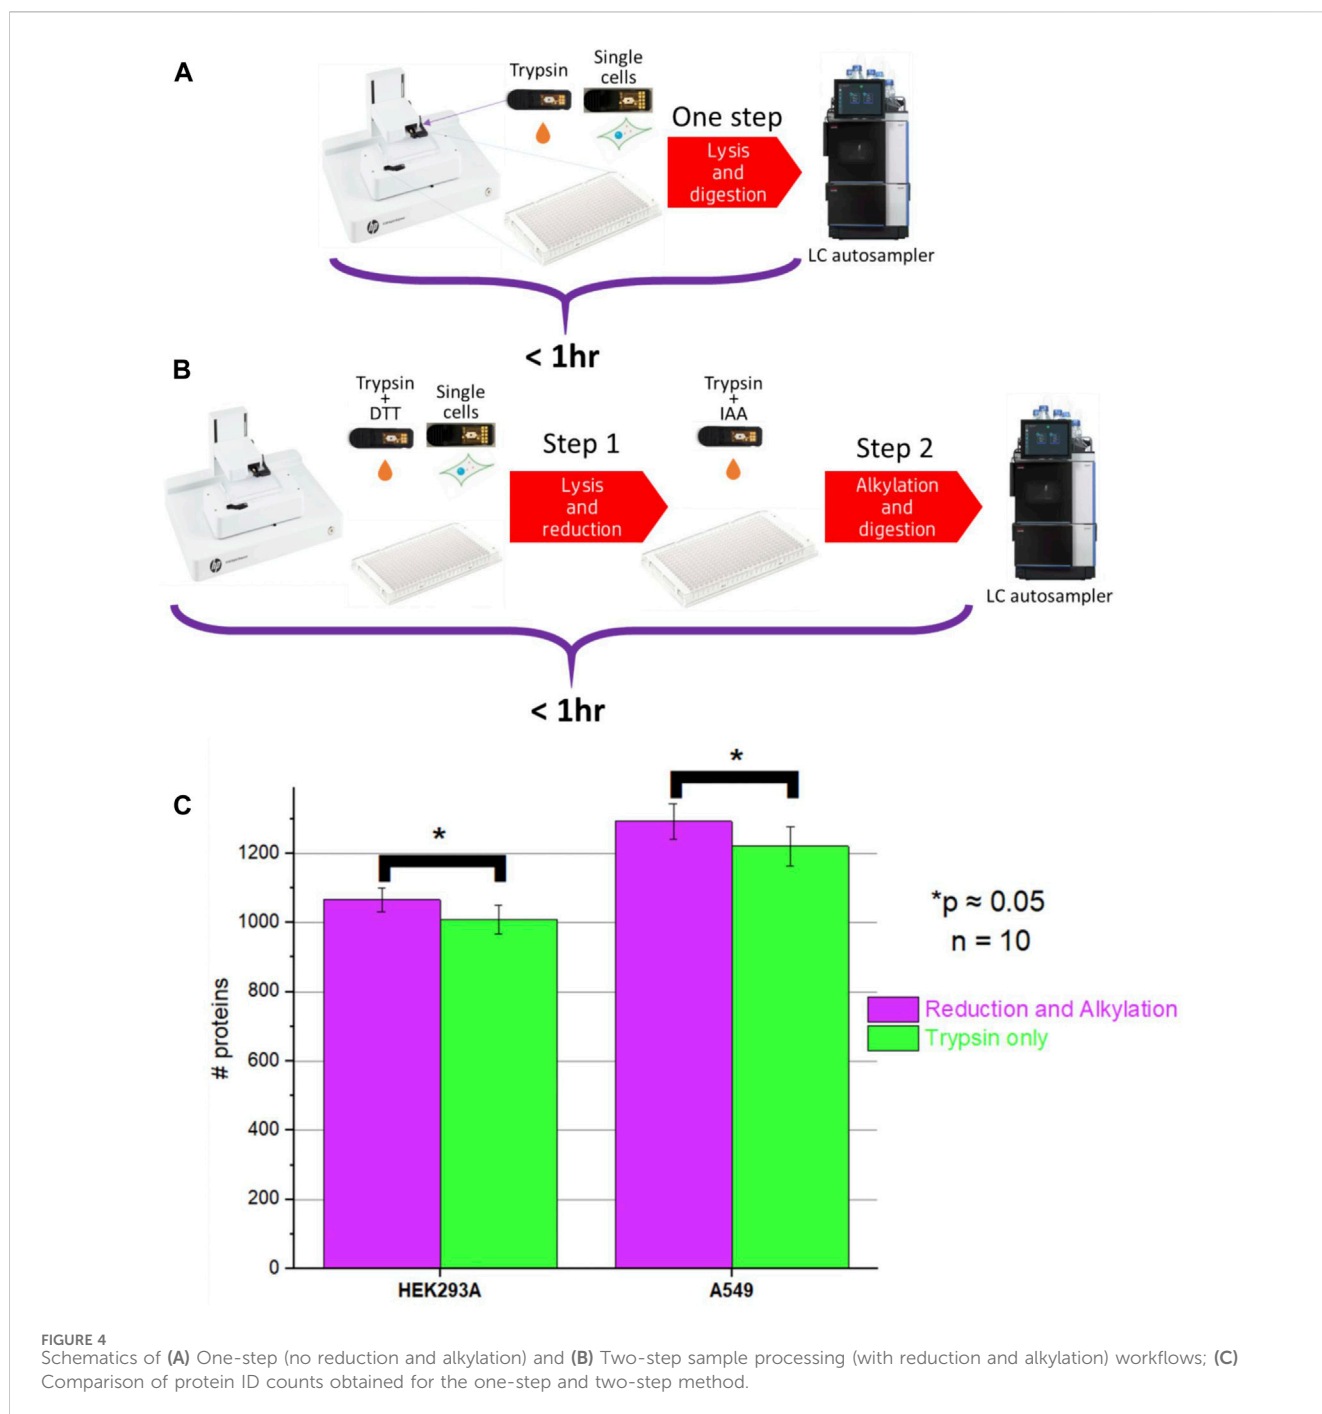 A
Trypsin
Single
cells
One step
Lysis
and
digestion
hp
LC autosampler
< 1hr
B
Trypsin
+
DTT
Single
cells
Step 1
Lysis
and
reduction
Trypsin
+
IAA
Step 2
Alkylation
and
digestion
hp
LC autosampler
< 1hr
C
*
*
# proteins
1200
1000
800
600
400
200
0
HEK293A
A549
*p ≈ 0.05
n = 10
Reduction and Alkylation
Trypsin only
FIGURE 4
Schematics of (A) One-step (no reduction and alkylation) and (B) Two-step sample processing (with reduction and alkylation) workflows; (C)
Comparison of protein ID counts obtained for the one-step and two-step method.